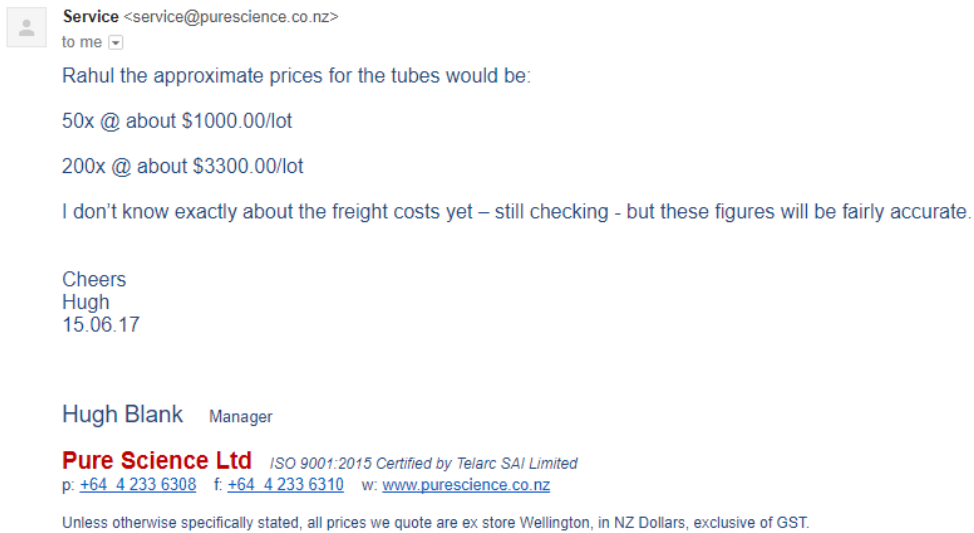 Service <service@purescience.co.nz>
to me
Rahul the approximate prices for the tubes would be:
50x @ about $1000.00/lot
200x @ about $3300.00/lot
I don’t know exactly about the freight costs yet – still checking - but these figures will be fairly accurate.
Cheers
Hugh
15.06.17
Hugh Blank Manager
Pure Science Ltd ISO 9001:2015 Certified by Telarc SAI Limited
p: +64 4 233 6308 f: +64 4 233 6310 w: www.purescience.co.nz
Unless otherwise specifically stated, all prices we quote are ex store Wellington, in NZ Dollars, exclusive of GST.